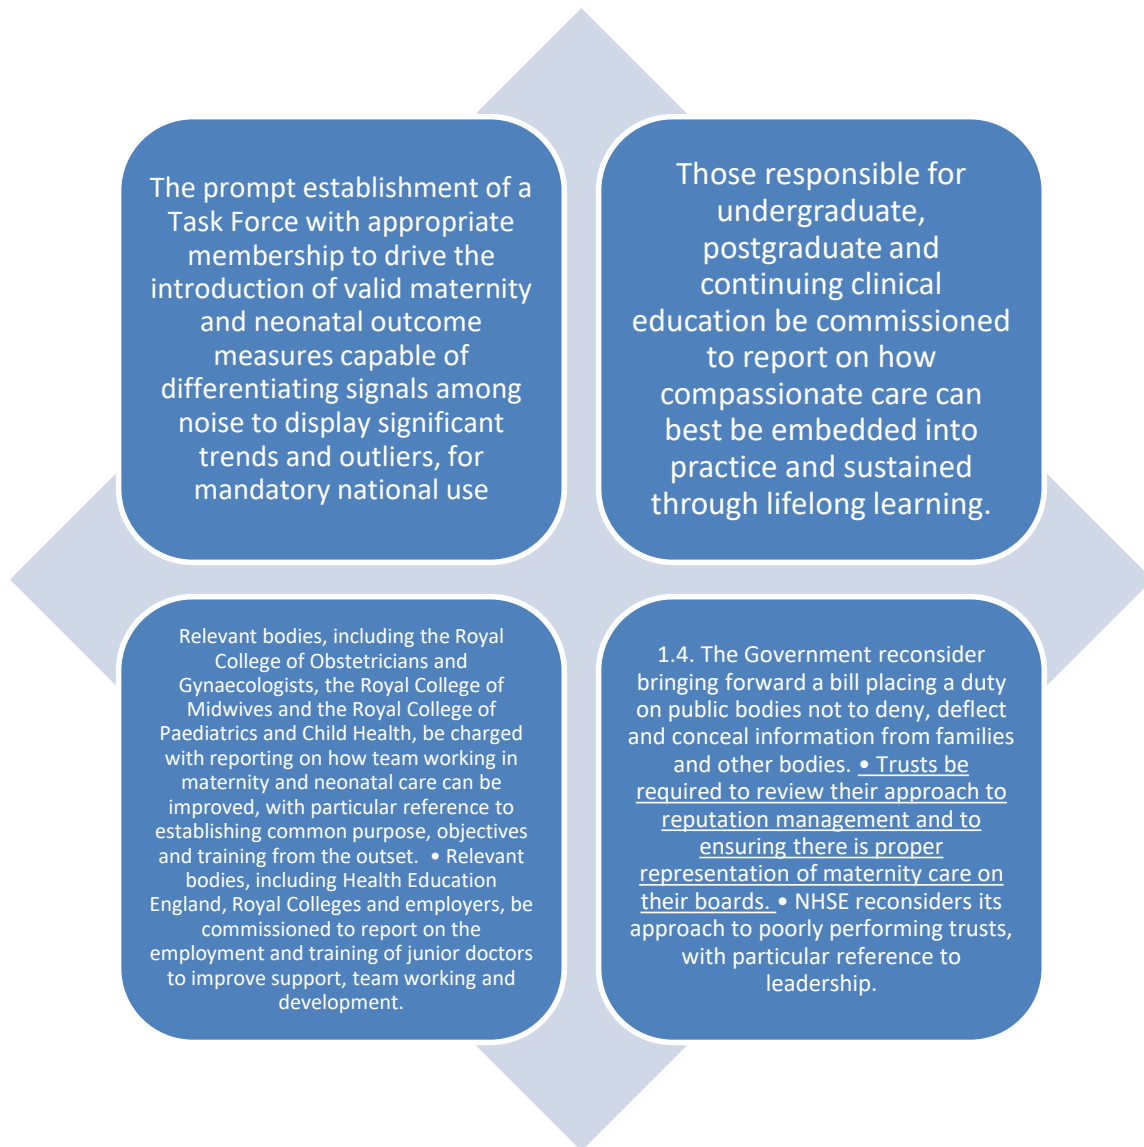 The prompt establishment of a
Task Force with appropriate
membership to drive the
introduction of valid maternity
and neonatal outcome
measures capable of
differentiating signals among
noise to display significant
trends and outliers, for
mandatory national use
Those responsible for
undergraduate,
postgraduate and
continuing clinical
education be commissioned
to report on how
compassionate care can
best be embedded into
practice and sustained
through lifelong learning.
Relevant bodies, including the Royal
College of Obstetricians and
Gynaecologists, the Royal College of
Midwives and the Royal College of
Paediatrics and Child Health, be charged
with reporting on how team working in
maternity and neonatal care can be
improved, with particular reference to
establishing common purpose, objectives
and training from the outset. • Relevant
bodies, including Health Education
England, Royal Colleges and employers, be
commissioned to report on the
employment and training of junior doctors
to improve support, team working and
development.
1.4. The Government reconsider
bringing forward a bill placing a duty
on public bodies not to deny, deflect
and conceal information from families
and other bodies. • Trusts be
required to review their approach to
reputation management and to
ensuring there is proper
representation of maternity care on
their boards. • NHSE reconsiders its
approach to poorly performing trusts,
with particular reference to
leadership.